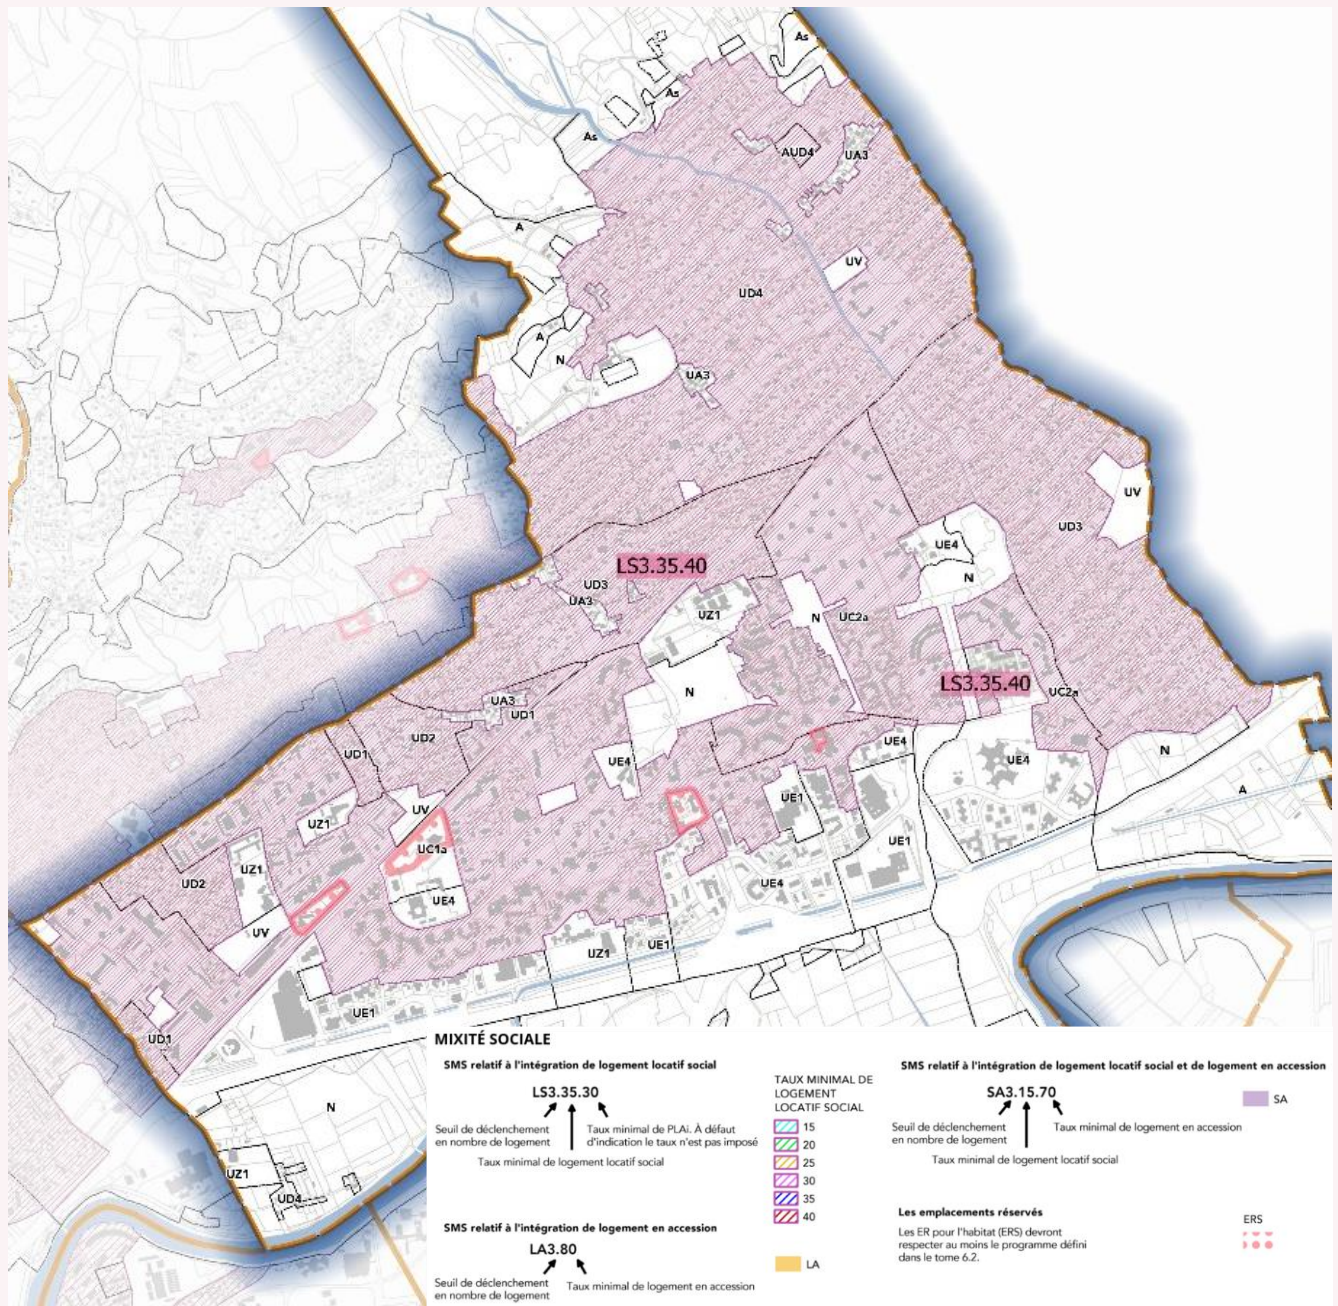 As
As
As
AUD4
UA3
A
UV
UD4
A
N
UA3
UV
UD3
UE4
LS3.35.40
UD3
N
UA3
UZ1
N
UC2a
LS3.35.40
N
UC2a
UA3
UD1
UD2
UD1
UE4
UE4
N
UE4
A
UV
UE1
UZ1
UC1a
UE1
UZ1
UD2
UE4
UE4
UV
UZ1
UE1
UE1
UD1
N
UZ1
UD4
MIXITÉ SOCIALE
SMS relatif à l'intégration de logement locatif social
LS3.35.30
Seuil de déclenchement
en nombre de logement
Taux minimal de PLAi. À défaut
d'indication le taux n'est pas imposé
Taux minimal de logement locatif social
SMS relatif à l'intégration de logement en accession
LA3.80
Seuil de déclenchement
en nombre de logement
Taux minimal de logement en accession
TAUX MINIMAL DE
LOGEMENT
LOCATIF SOCIAL
15
20
25
30
35
40
LA
SMS relatif à l'intégration de logement locatif social et de logement en accession
SA3.15.70
Seuil de déclenchement
en nombre de logement
Taux minimal de logement en accession
Taux minimal de logement locatif social
SA
Les emplacements réservés
Les ER pour l'habitat (ERS) devront
respecter au moins le programme défini
dans le tome 6.2.
ERS